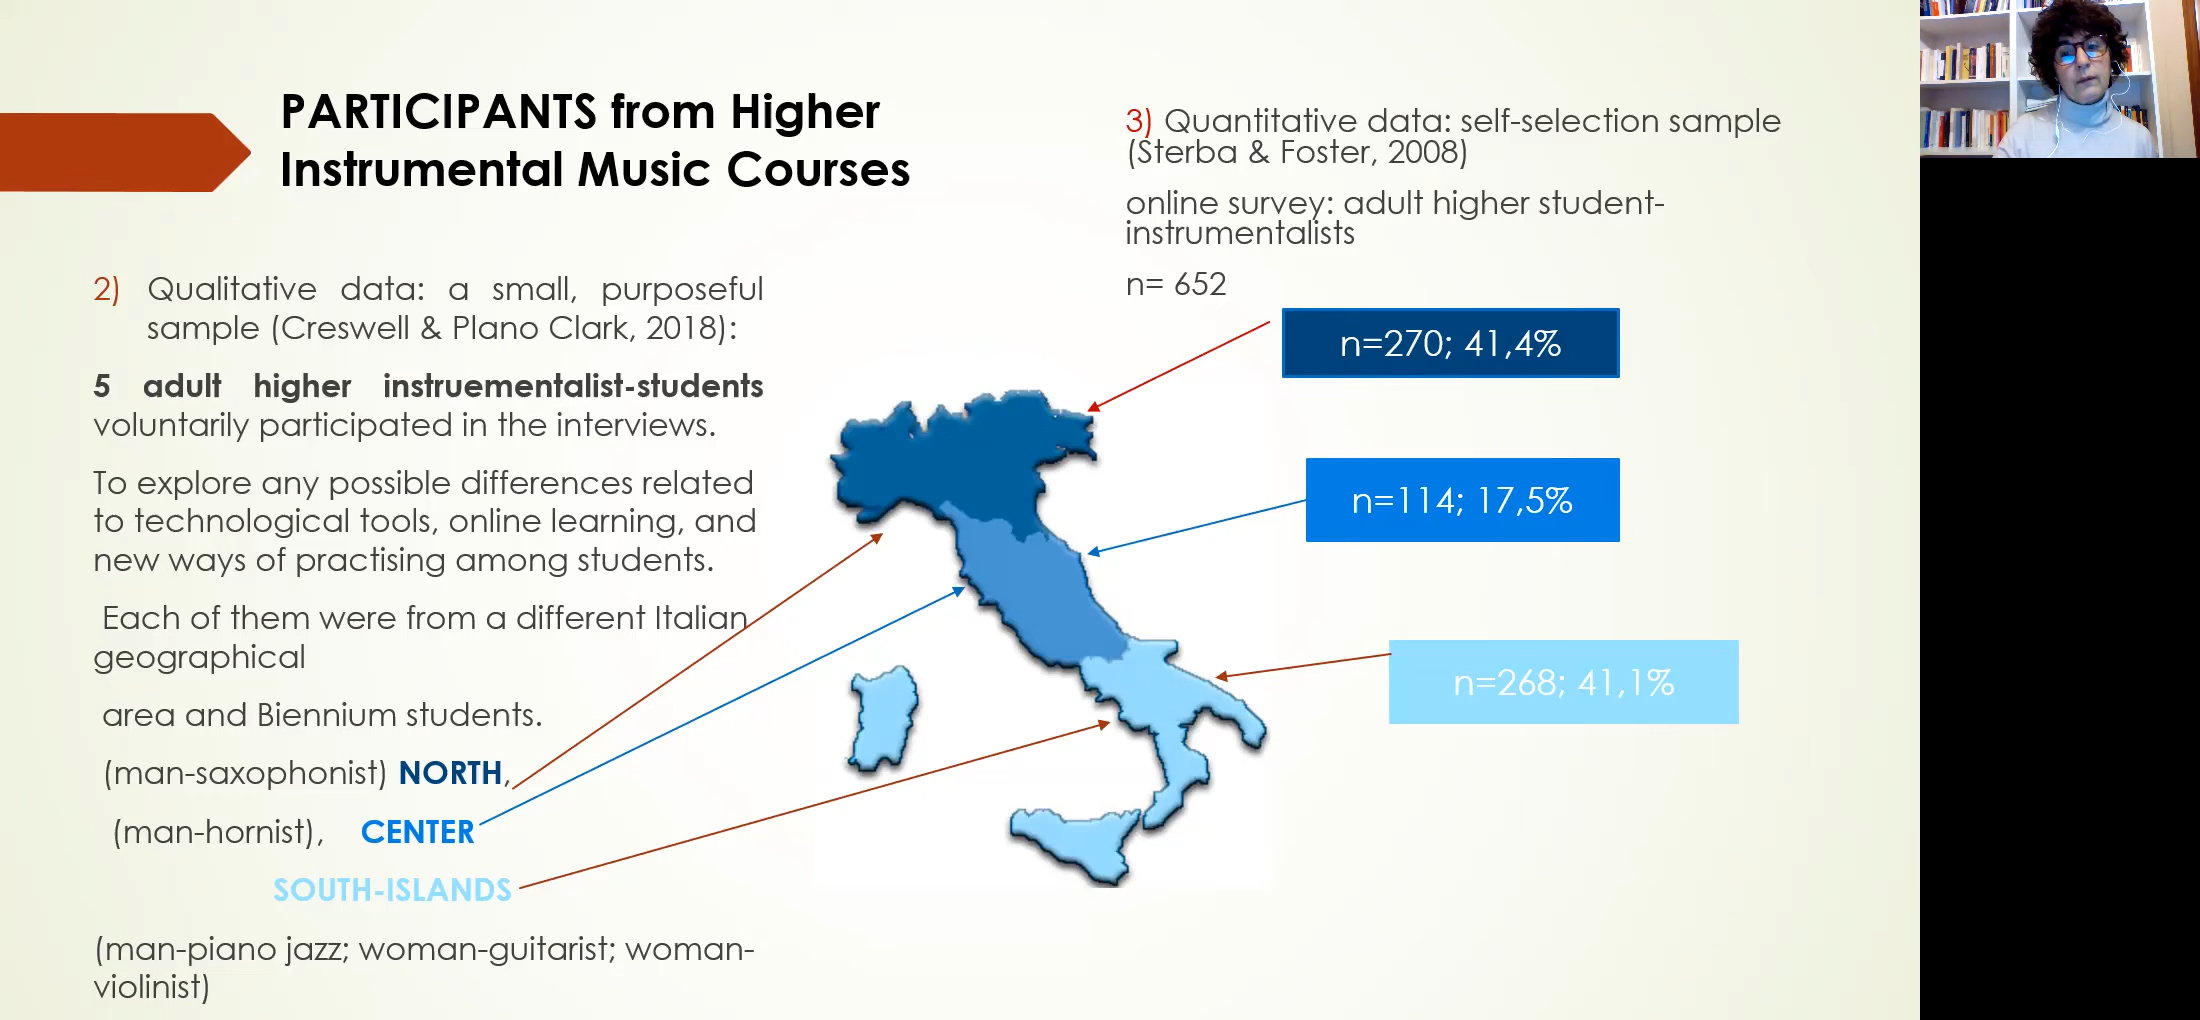 PARTICIPANTS from Higher
Instrumental Music Courses
2) Qualitative data: a small, purposeful
sample (Creswell & Plano Clark, 2018):
5 adult higher instruementalist-students
voluntarily participated in the interviews.
To explore any possible differences related
to technological tools, online learning, and
new ways of practising among students.
Each of them were from a different Italian
geographical
area and Biennium students.
(man-saxophonist) NORTH,
(man-hornist), CENTER
SOUTH-ISLANDS
(man-piano jazz; woman-guitarist; woman-
violinist)
3) Quantitative data: self-selection sample
(Sterba & Foster, 2008)
online survey: adult higher student-
instrumentalists
n= 652
n=270; 41,4%
n=114; 17,5%
n=268; 41,1%